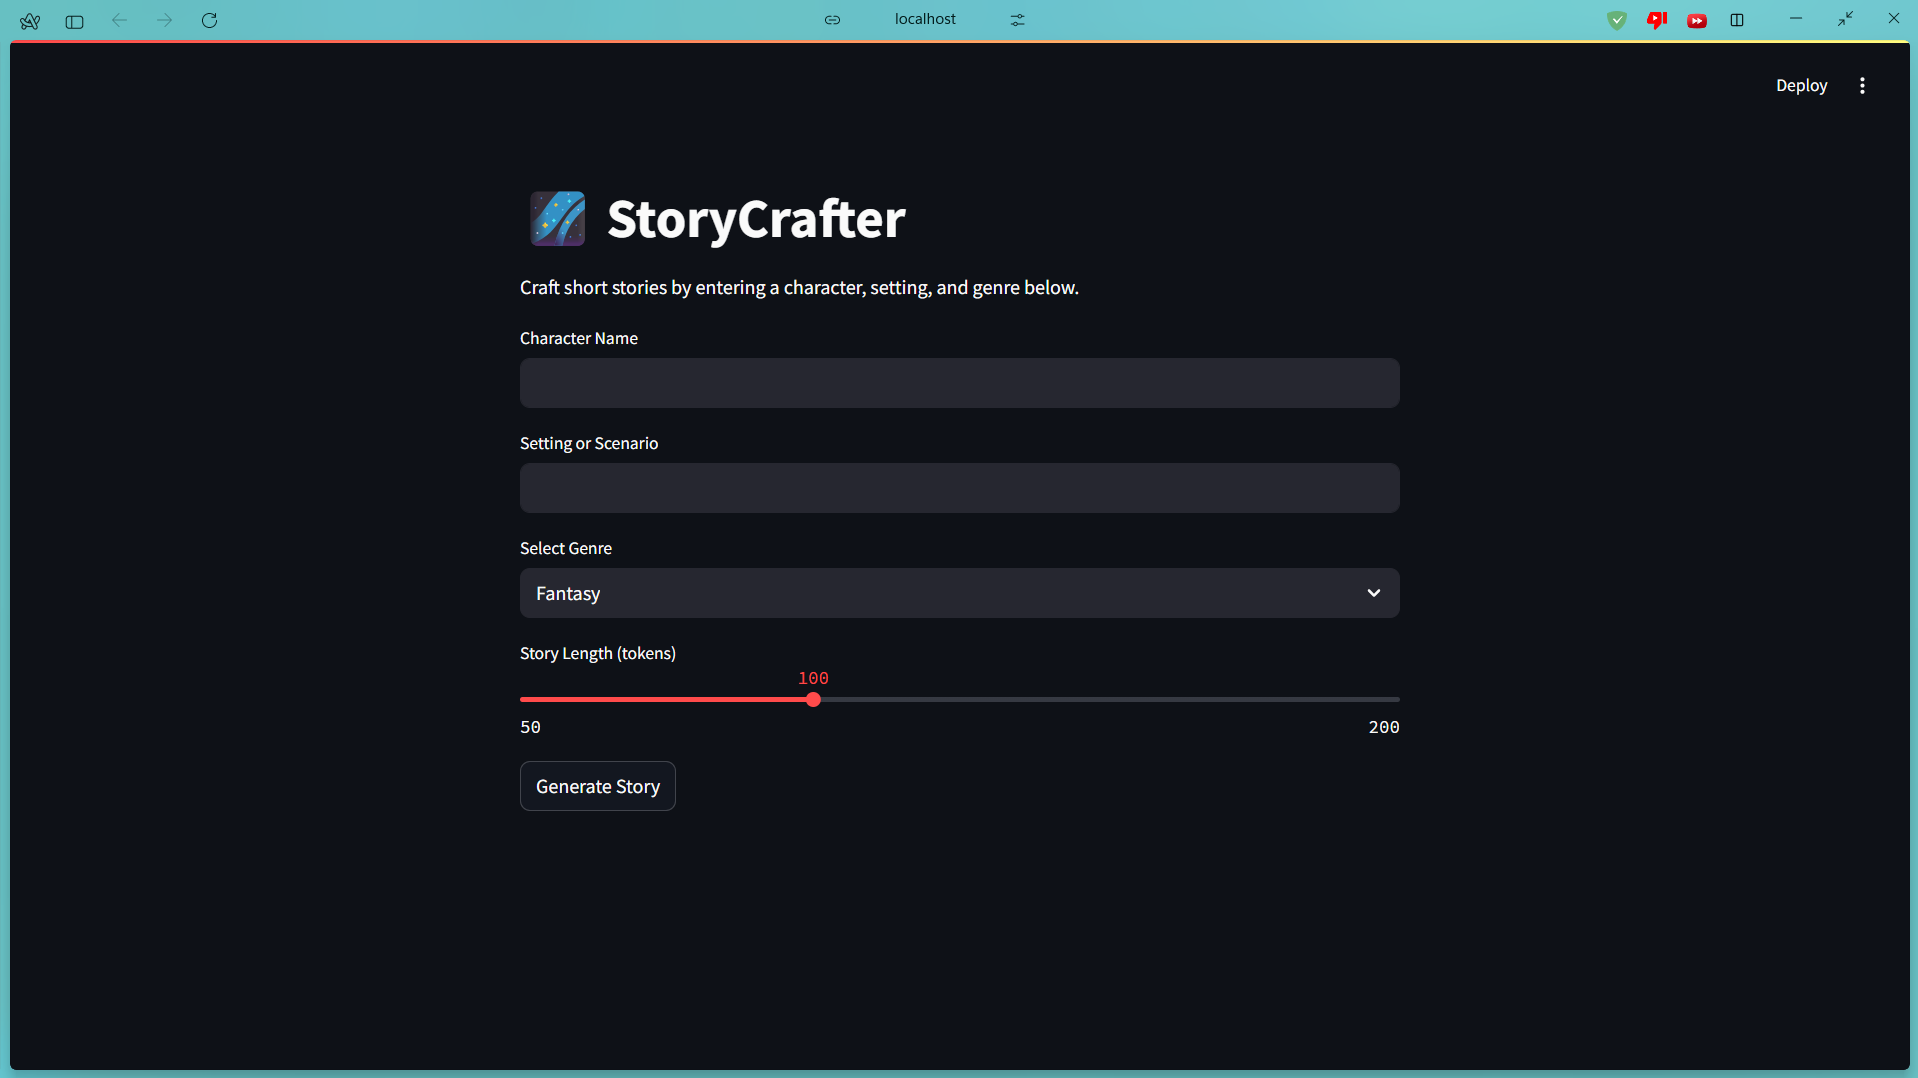 localhost
Deploy
StoryCrafter
Craft short stories by entering a character, setting, and genre below.
Character Name
Setting or Scenario
Select Genre
Fantasy
Story Length (tokens)
100
50 200
Generate Story